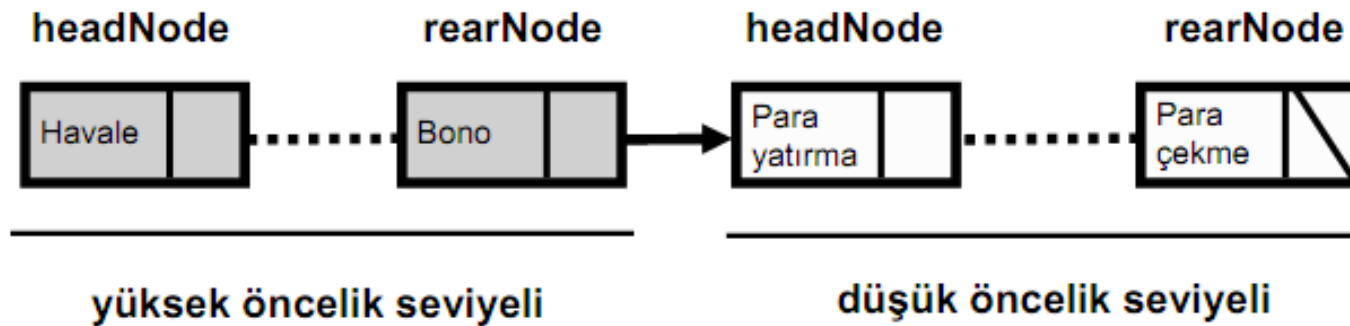 headNode rearNode headNode rearNode
Havale Bono Para yatırma Para çekme
yüksek öncelik seviyeli düşük öncelik seviyeli